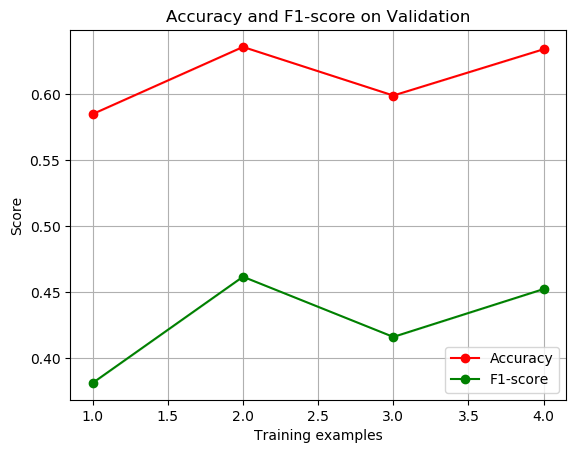 Accuracy and F1-score on Validation
Score
0.60
0.55
0.50
0.45
0.40
Accuracy
F1-score
1.0 1.5 2.0 2.5 3.0 3.5 4.0
Training examples